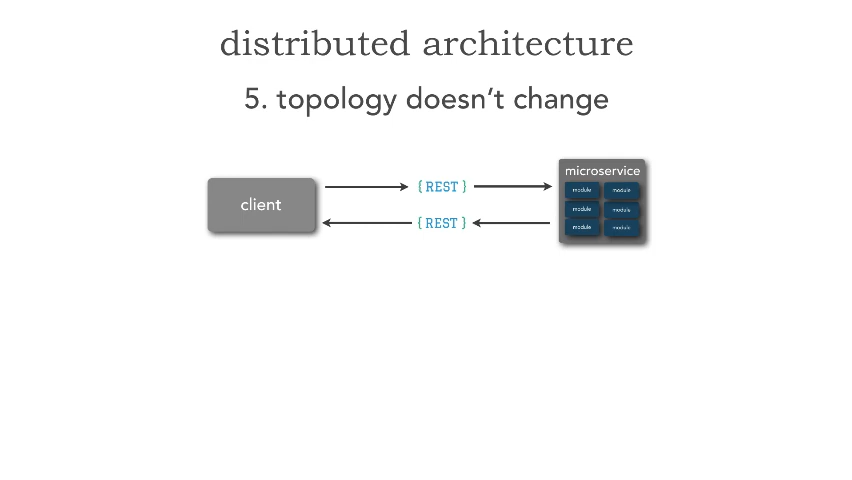 distributed architecture
5. topology doesn’t change
client
{ REST }
{ REST }
microservice
module module
module module
module module